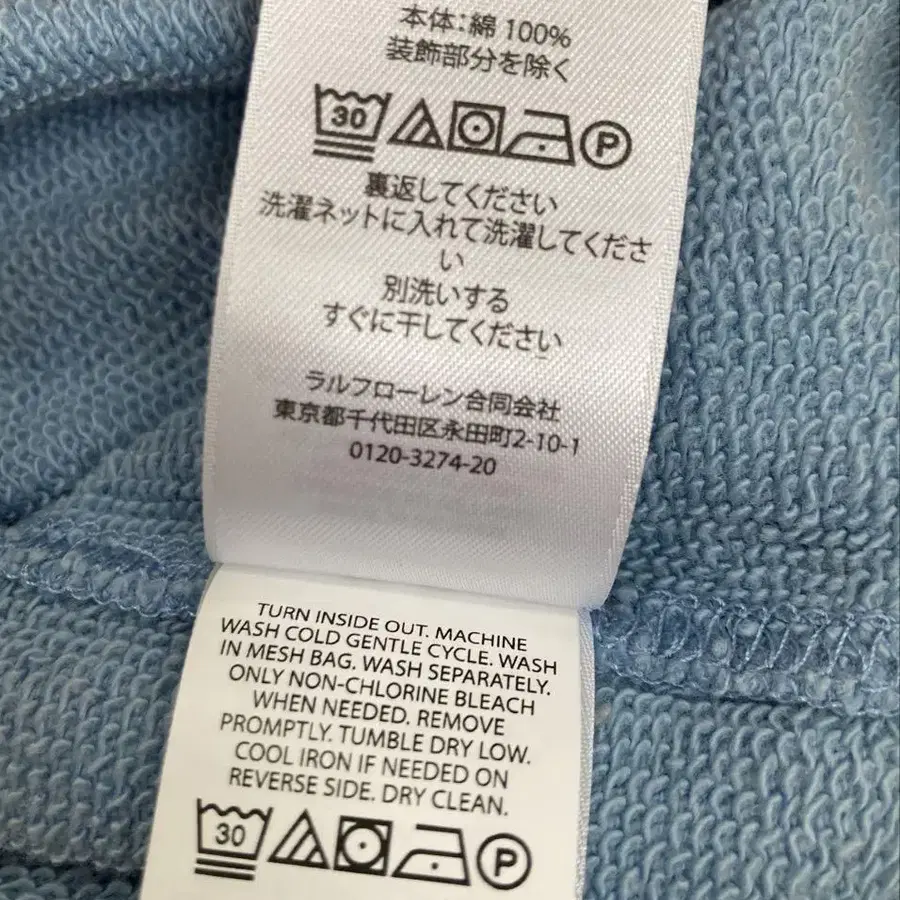 本体:綿 100%
装飾部分を除く
30 P
裏返してください
洗濯ネットに入れて洗濯してくださ
い
別洗いする
すぐに干してください
ラルフローレン合同会社
東京都千代田区永田町2-10-1
0120-3274-20
TURN INSIDE OUT. MACHINE
WASH COLD GENTLE CYCLE. WASH
IN MESH BAG. WASH SEPARATELY.
ONLY NON-CHLORINE BLEACH
WHEN NEEDED. REMOVE
PROMPTLY. TUMBLE DRY LOW.
COOL IRON IF NEEDED ON
REVERSE SIDE. DRY CLEAN.
30 P